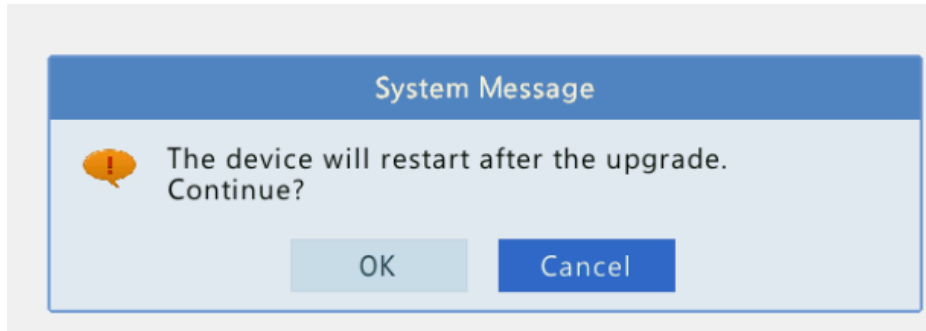 System Message
The device will restart after the upgrade.
Continue?
OK
Cancel